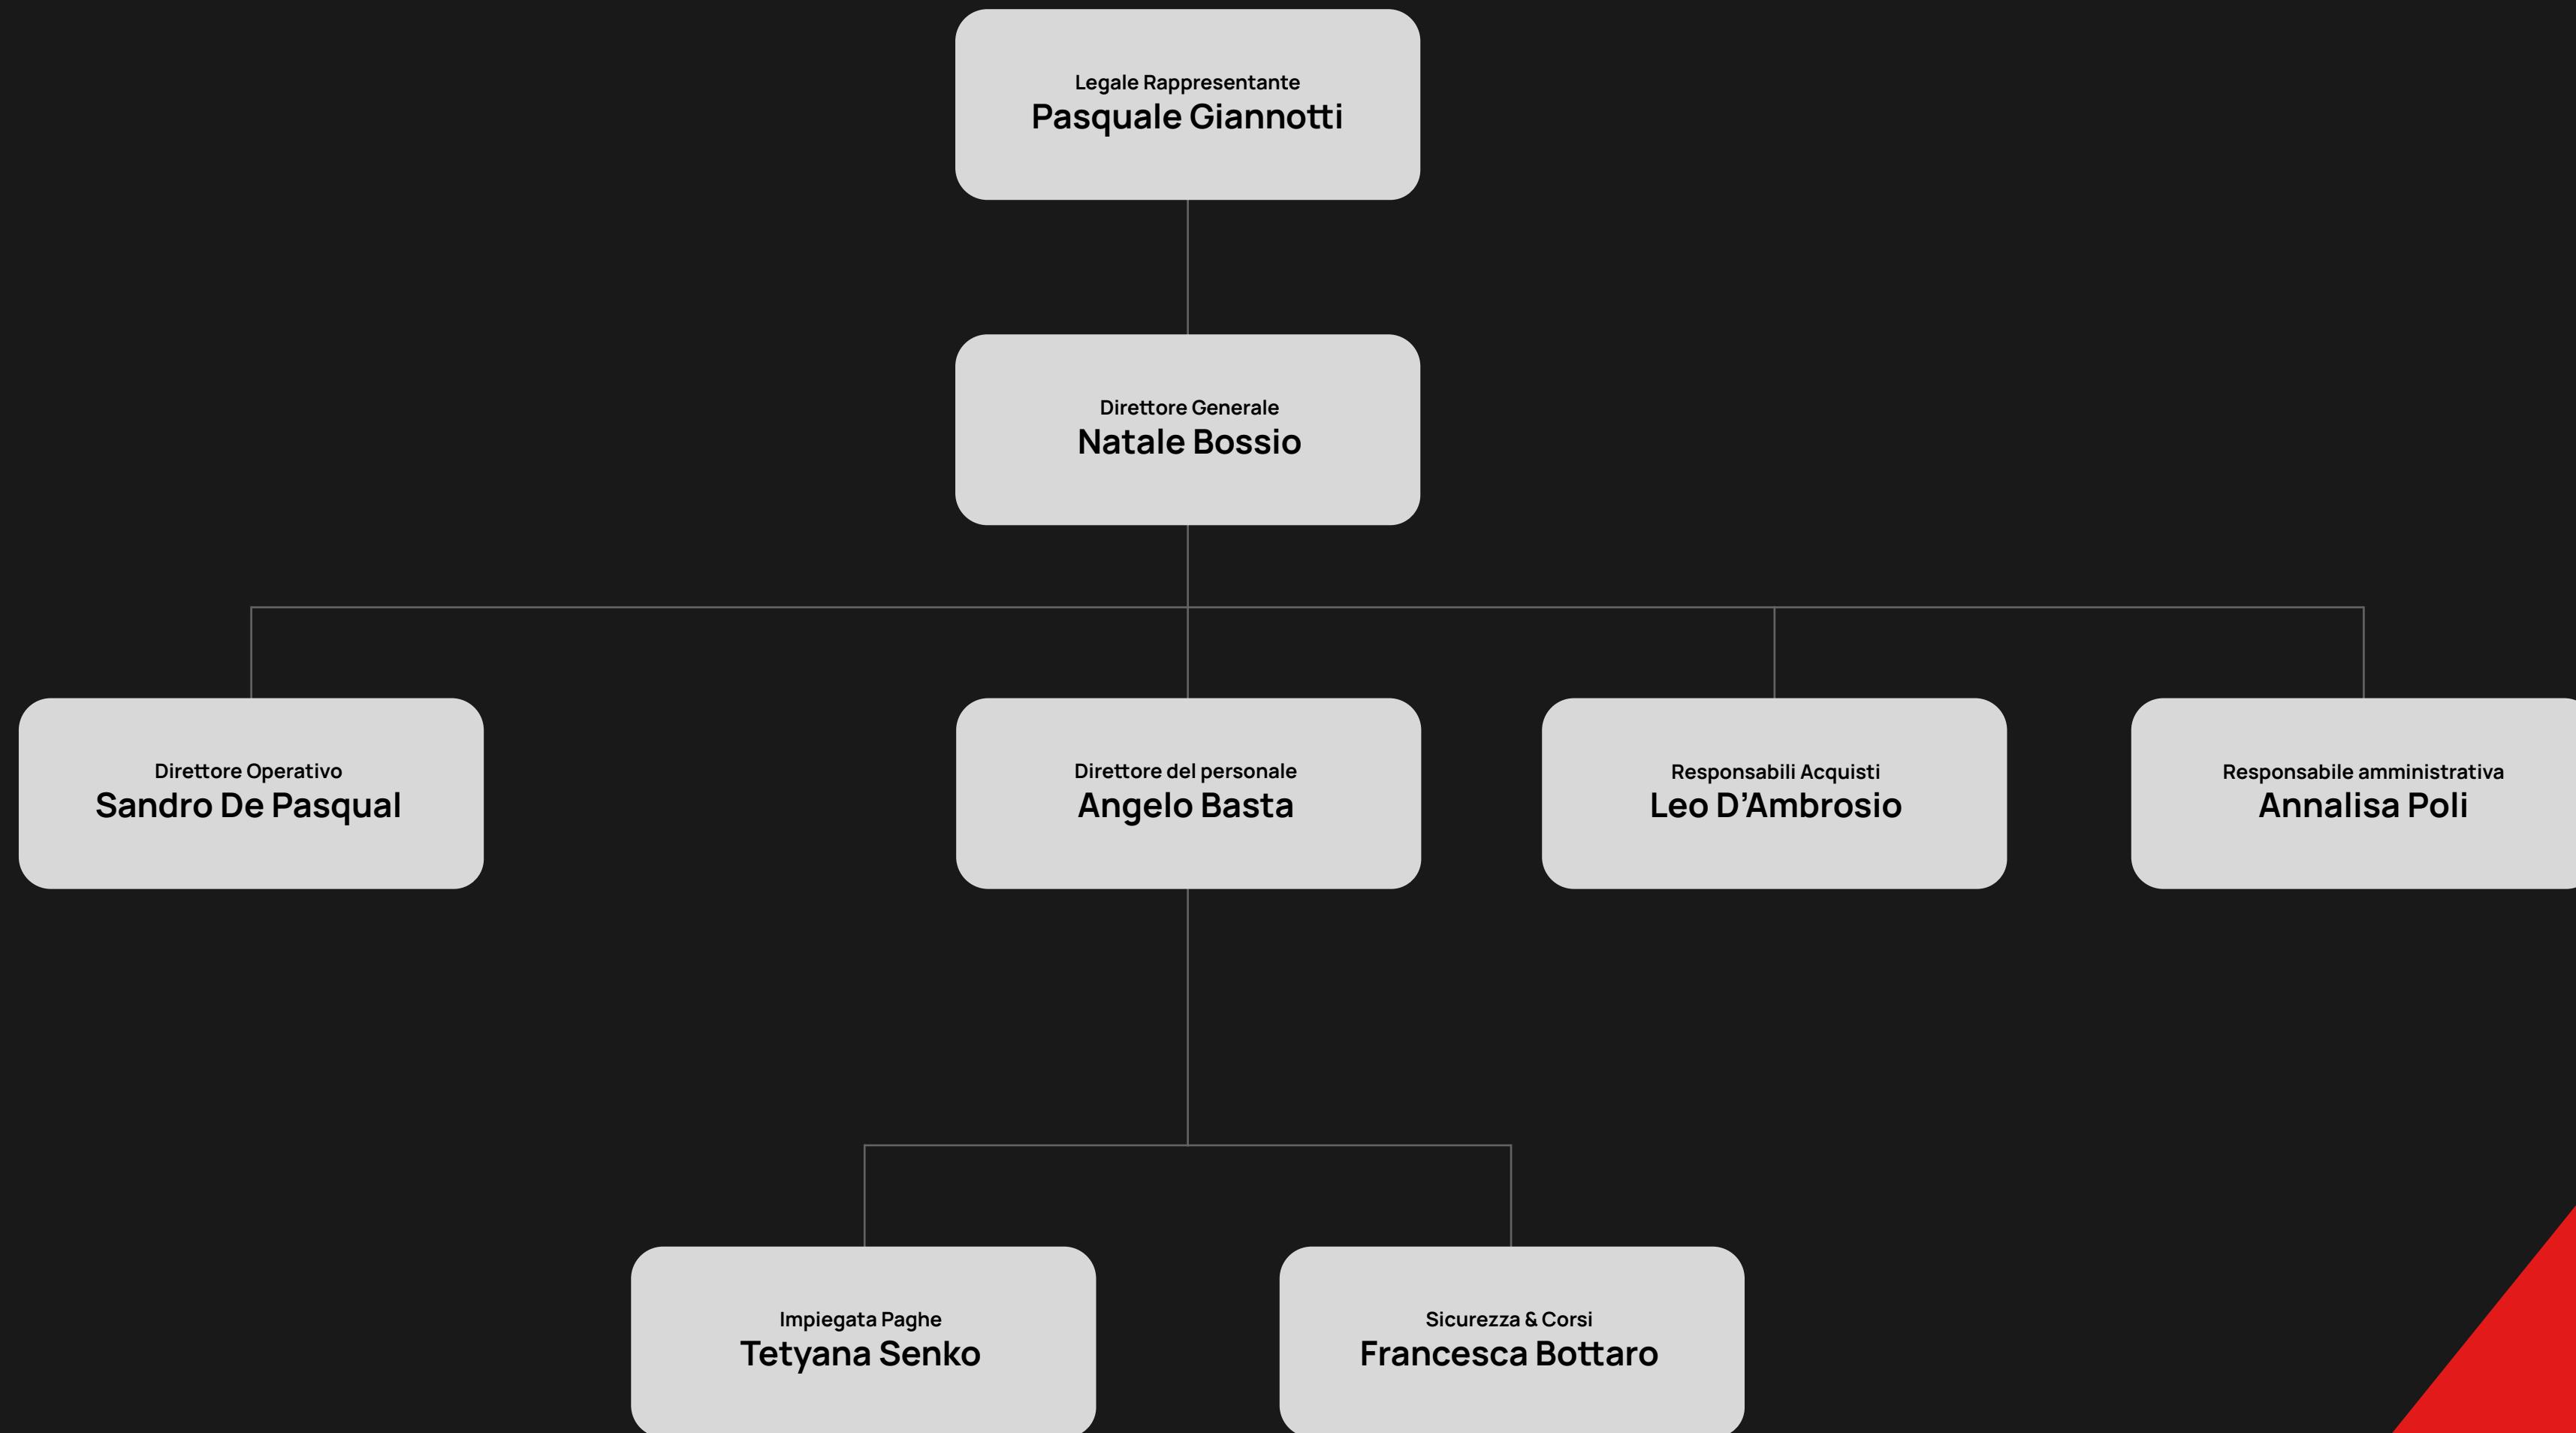 Legale Rappresentante
Pasquale Giannotti
Direttore Generale
Natale Bossio
Direttore Operativo
Sandro De Pasqual
Direttore del personale
Angelo Basta
Responsabili Acquisti
Leo D’Ambrosio
Responsabile amministrativa
Annalisa Poli
Impiegata Paghe
Tetyana Senko
Sicurezza & Corsi
Francesca Bottaro